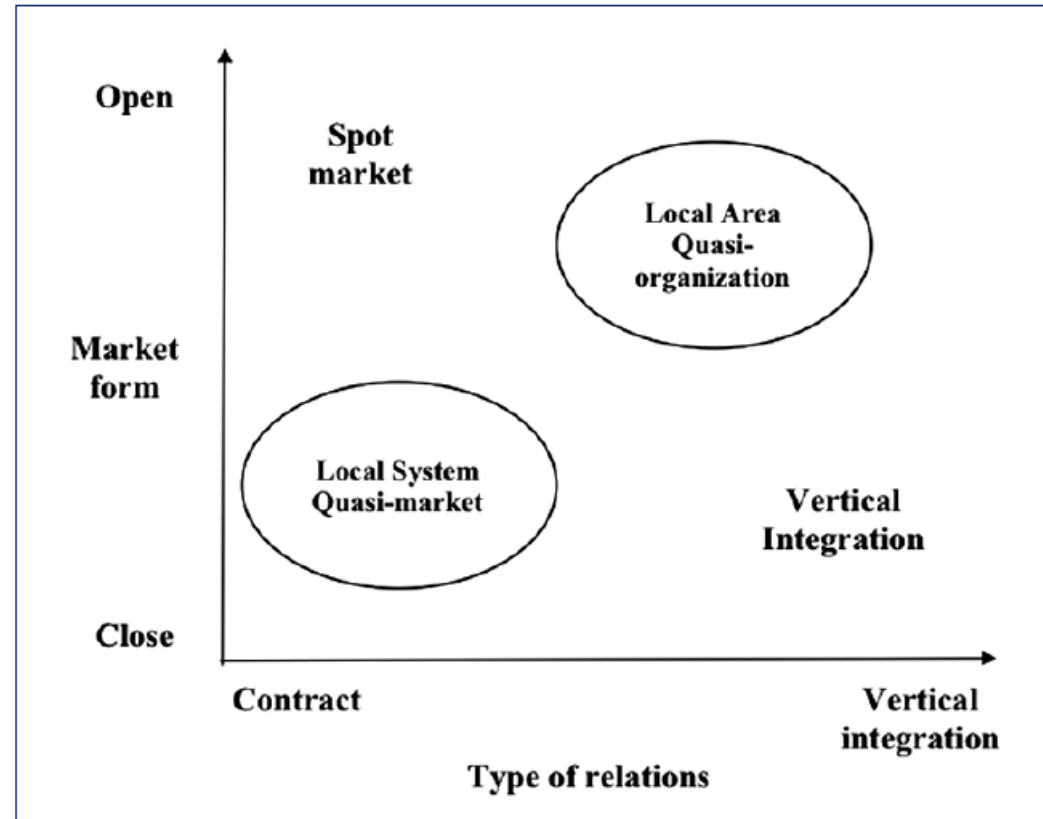 Open
Spot
market
Local Area
Quasi-
organization
Market
form
Local System
Quasi-market
Vertical
Integration
Close
Contract
Vertical
integration
Type of relations